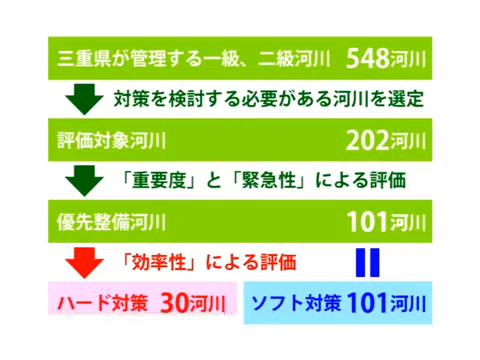 三重県が管理する一級、二級河川 548河川
対策を検討する必要がある河川を選定
評価対象河川 202河川
「重要度」と「緊急性」による評価
優先整備河川 101河川
「効率性」による評価
ハード対策 30河川 ソフト対策 101河川